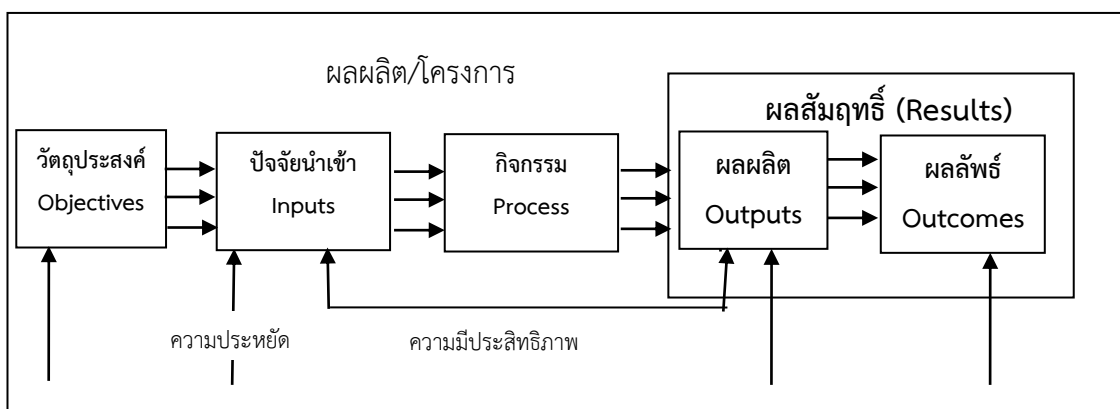 ผลผลิต/โครงการ
ผลสัมฤทธิ์ (Results)
วัตถุประสงค์
Objectives
ปัจจัยนำเข้า
Inputs
กิจกรรม
Process
ผลผลิต
Outputs
ผลลัพธ์
Outcomes
ความประหยัด
ความมีประสิทธิภาพ